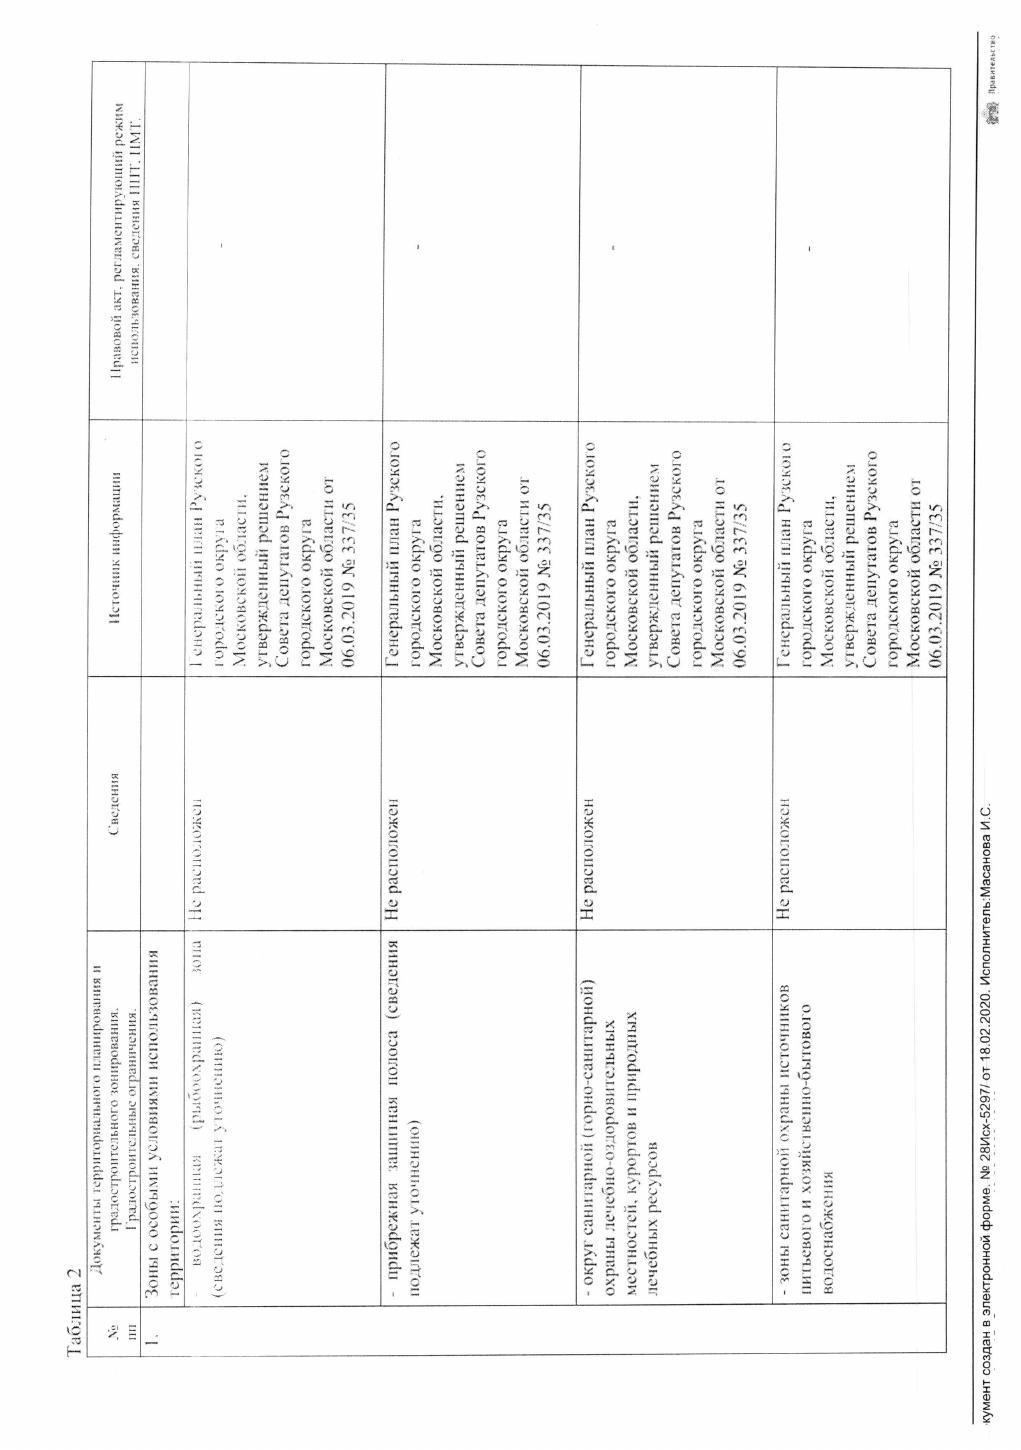 Таблица 2
№
пп
Документы территориального планирования и
градостроительного зонирования.
Градостроительные ограничения.
Сведения
Источник информации
Правовой акт, регламентирующий режим
использования, сведения ППТ, ПМТ.
1.
Зоны с особыми условиями использования
территории:
- водоохранная (рыбоохранная) зона
(сведения подлежат уточнению)
Не расположен
Генеральный план Рузского
городского округа
Московской области,
утвержденный решением
Совета депутатов Рузского
городского округа
Московской области от
06.03.2019 № 337/35
-
- прибрежная защитная полоса (сведения
подлежат уточнению)
Не расположен
Генеральный план Рузского
городского округа
Московской области,
утвержденный решением
Совета депутатов Рузского
городского округа
Московской области от
06.03.2019 № 337/35
-
- округ санитарной (горно-санитарной)
охраны лечебно-оздоровительных
местностей, курортов и природных
лечебных ресурсов
Не расположен
Генеральный план Рузского
городского округа
Московской области,
утвержденный решением
Совета депутатов Рузского
городского округа
Московской области от
06.03.2019 № 337/35
-
- зоны санитарной охраны источников
питьевого и хозяйственно-бытового
водоснабжения
Не расположен
Генеральный план Рузского
городского округа
Московской области,
утвержденный решением
Совета депутатов Рузского
городского округа
Московской области от
06.03.2019 № 337/35
-
кумент создан в электронной форме. № 28Исх-5297/ от 18.02.2020. Исполнитель:Масанова И.С.
Правительство